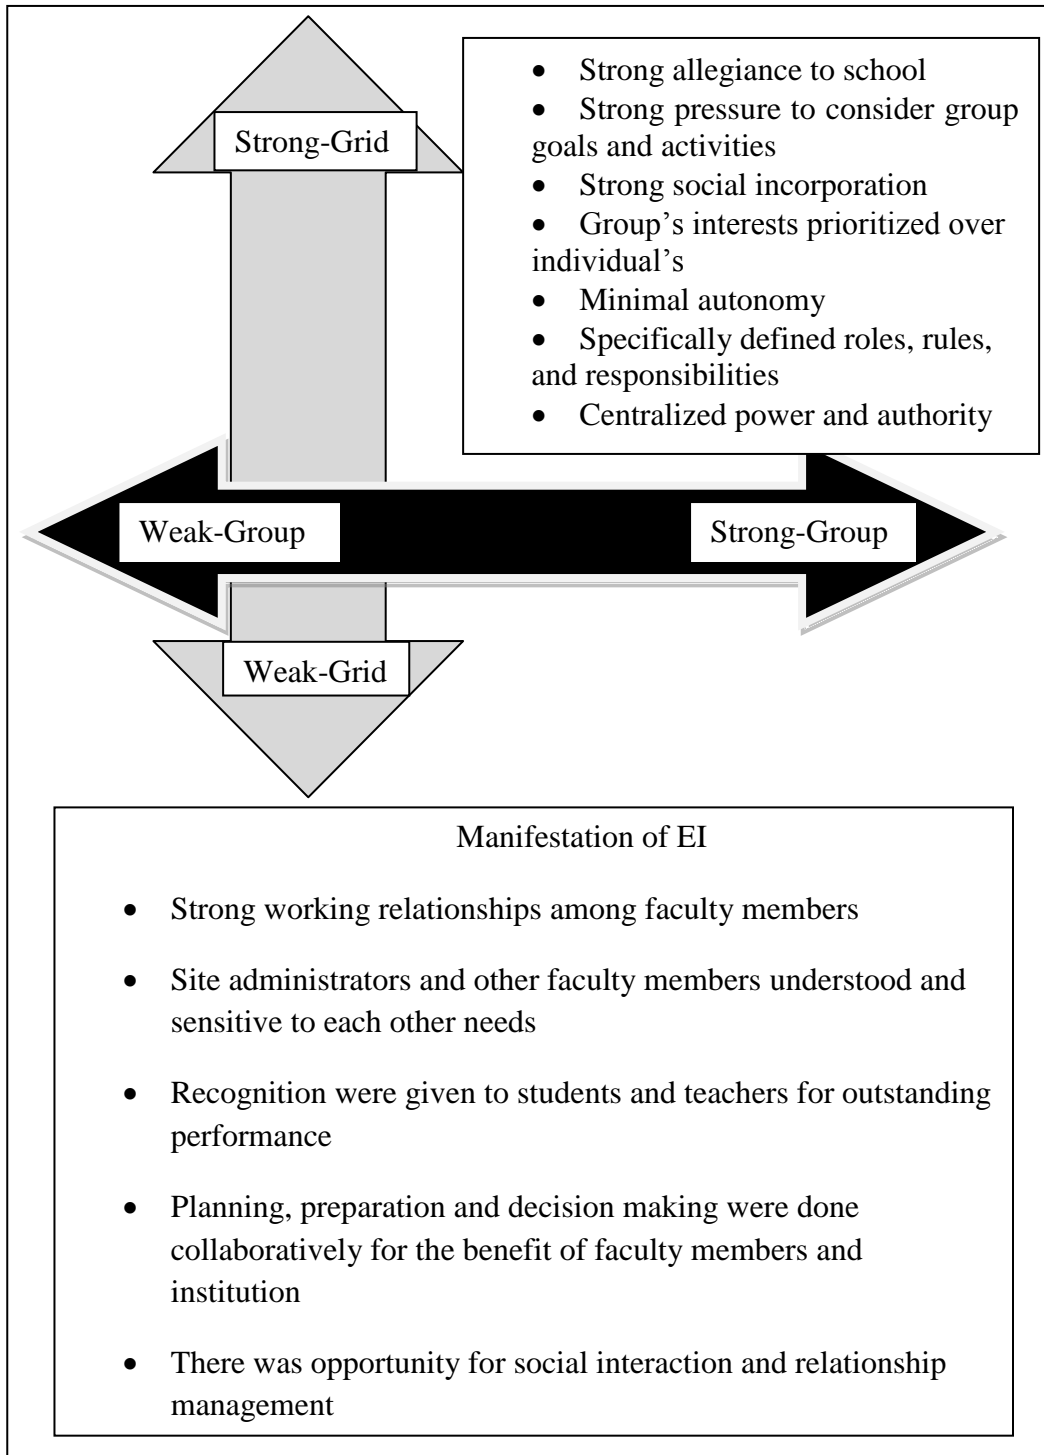 Strong-Grid
• Strong allegiance to school
• Strong pressure to consider group
goals and activities
• Strong social incorporation
• Group’s interests prioritized over
individual’s
• Minimal autonomy
• Specifically defined roles, rules,
and responsibilities
• Centralized power and authority
Weak-Group
Strong-Group
Weak-Grid
Manifestation of EI
• Strong working relationships among faculty members
• Site administrators and other faculty members understood and
sensitive to each other needs
• Recognition were given to students and teachers for outstanding
performance
• Planning, preparation and decision making were done
collaboratively for the benefit of faculty members and
institution
• There was opportunity for social interaction and relationship
management